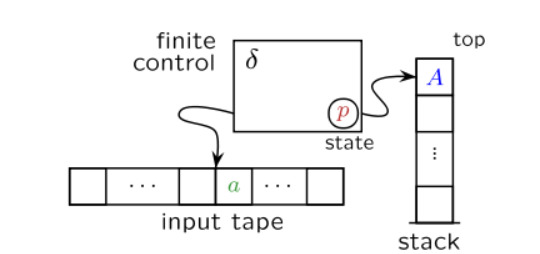 finite
control
δ
p
state
top
A
⋮
··· a ···
input tape
stack